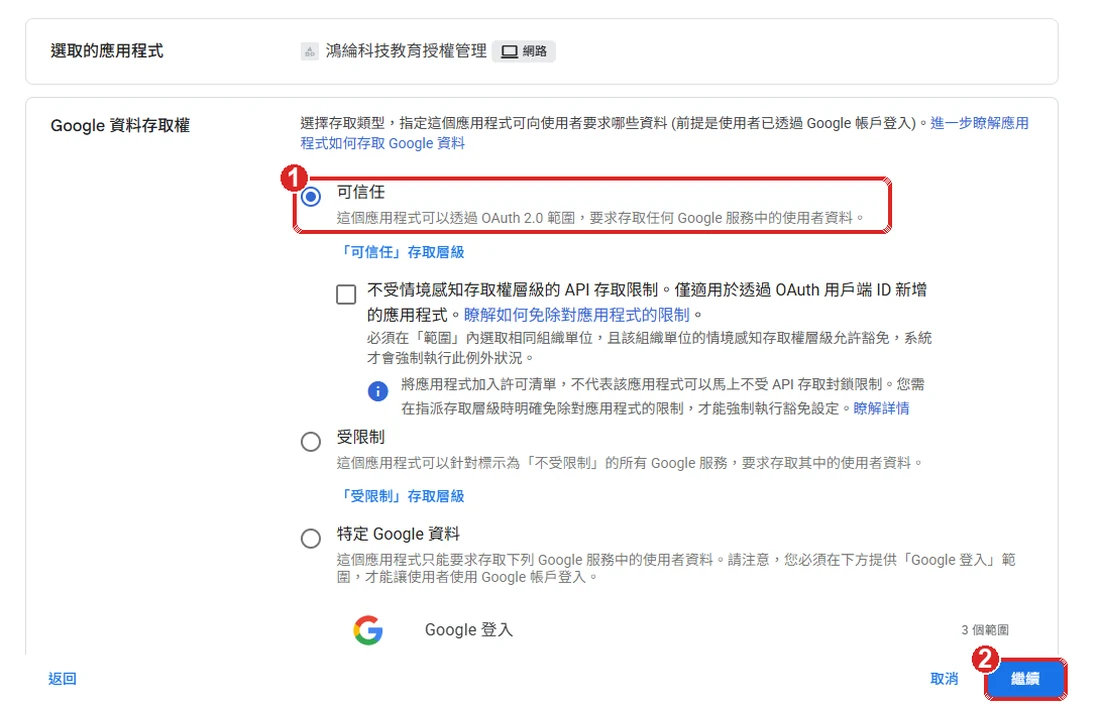 選取的應用程式
鴻綸科技教育授權管理 網路
Google 資料存取權
選擇存取類型，指定這個應用程式可向使用者要求哪些資料 (前提是使用者已透過 Google 帳戶登入)。進一步瞭解應用
程式如何存取 Google 資料
1
可信任
這個應用程式可以透過 OAuth 2.0 範圍，要求存取任何 Google 服務中的使用者資料。
「可信任」存取層級
不受情境感知存取權層級的 API 存取限制。僅適用於透過 OAuth 用戶端 ID 新增
的應用程式。瞭解如何免除對應用程式的限制。
必須在「範圍」內選取相同組織單位，且該組織單位的情境感知存取權層級允許豁免，系統
才會強制執行此例外狀況。
將應用程式加入許可清單，不代表該應用程式可以馬上不受 API 存取封鎖限制。您需
在指派存取層級時明確免除對應用程式的限制，才能強制執行豁免設定。瞭解詳情
受限制
這個應用程式可以針對標示為「不受限制」的所有 Google 服務，要求存取其中的使用者資料。
「受限制」存取層級
特定 Google 資料
這個應用程式只能要求存取下列 Google 服務中的使用者資料。請注意，您必須在下方提供「Google 登入」範
圍，才能讓使用者使用 Google 帳戶登入。
Google 登入
3 個範圍
返回
取消
2
繼續